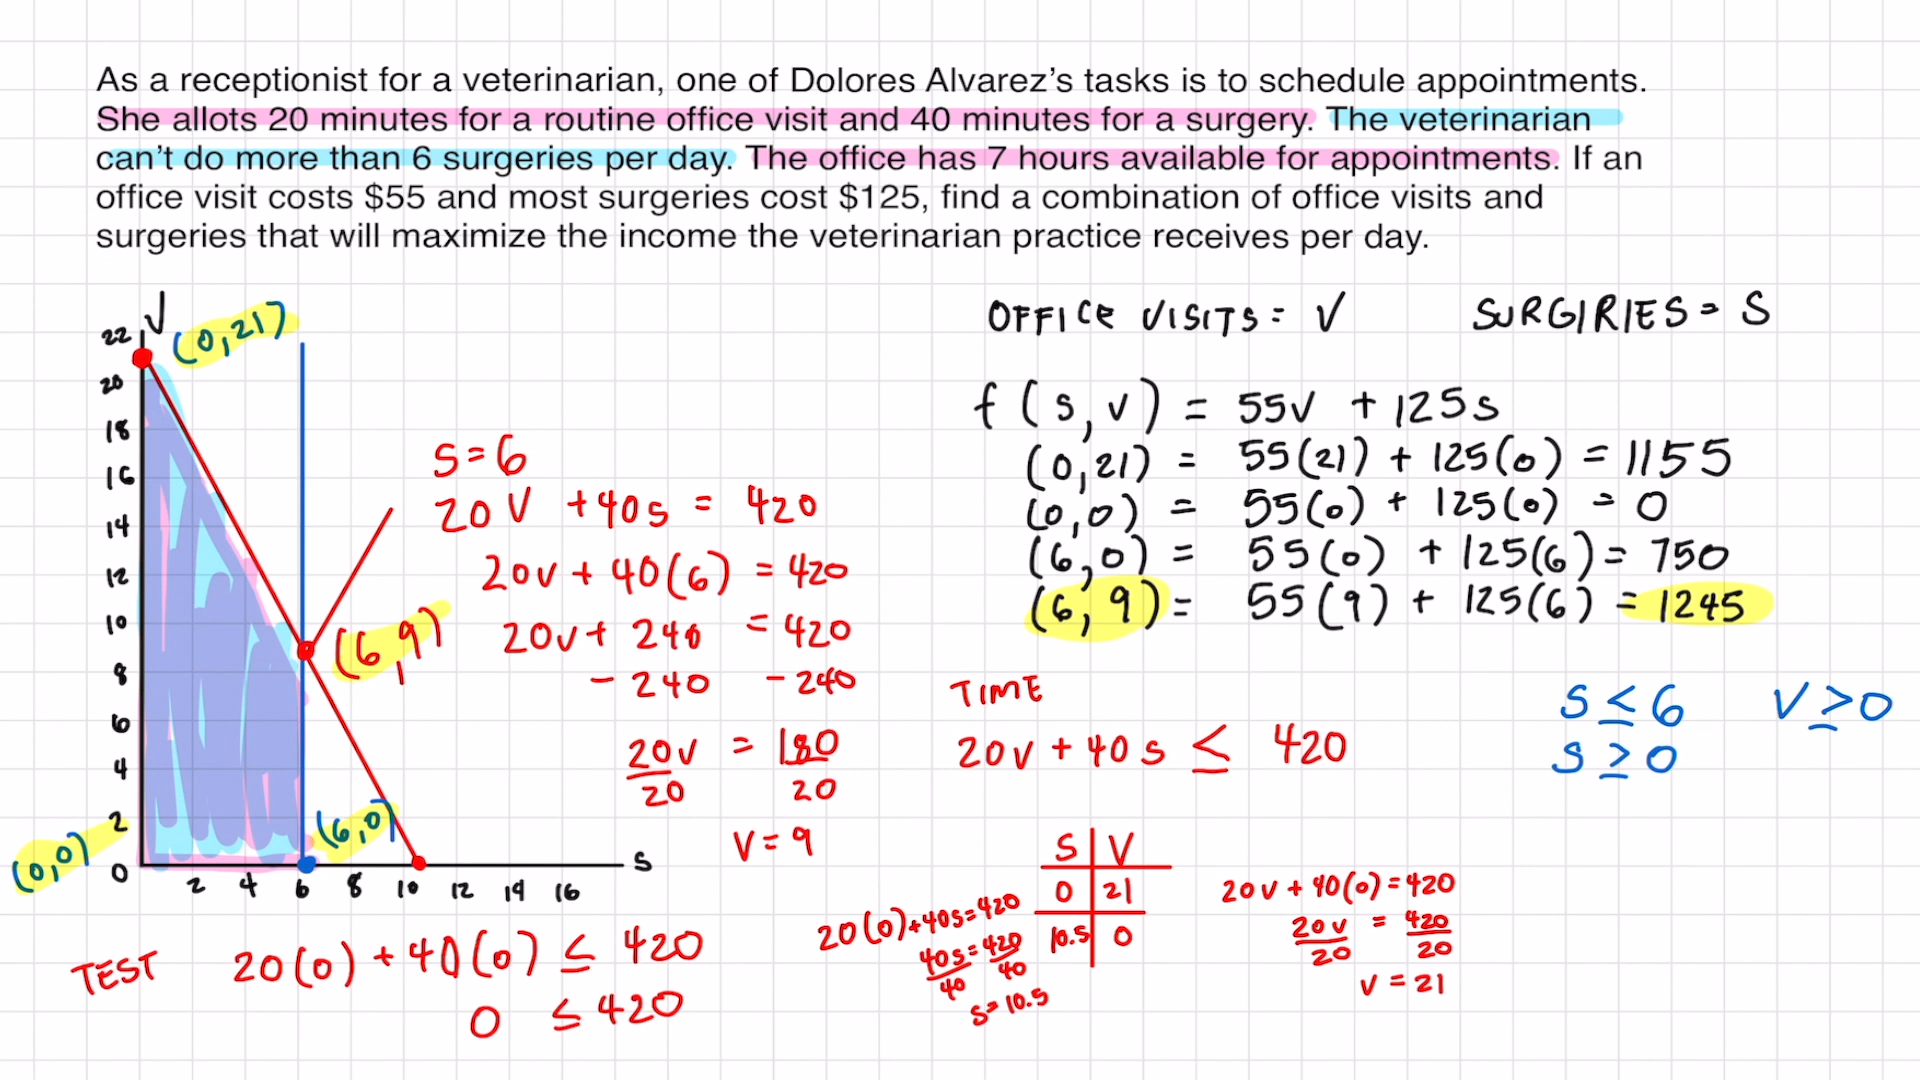 As a receptionist for a veterinarian, one of Dolores Alvarez's tasks is to schedule appointments.
She allots 20 minutes for a routine office visit and 40 minutes for a surgery. The veterinarian
can't do more than 6 surgeries per day. The office has 7 hours available for appointments. If an
office visit costs $55 and most surgeries cost $125, find a combination of office visits and
surgeries that will maximize the income the veterinarian practice receives per day.
OFFICE VISITS = V
SURGIRIES = S
f(s,v) = 55v + 125s
(0,21) = 55(21) + 125(0) = 1155
(0,0) = 55(0) + 125(0) = 0
(6,0) = 55(0) + 125(6) = 750
(6,9) = 55(9) + 125(6) = 1245
V
(0,21)
22
20
18
16
14
12
10
8
6
4
2
0
(0,0)
(6,0)
(6,9)
2 4 6 8 10 12 14 16
S
S=6
20V + 40s = 420
20v + 40(6) = 420
20v + 240 = 420
-240 -240
20v = 180
20 20
v = 9
TIME
20v + 40s ≤ 420
S ≤ 6 V ≥ 0
S ≥ 0
S V
0 21
10.5 0
20(0)+40s=420
40s=420
40 40
s=10.5
20v + 40(0) = 420
20v = 420
20 20
v = 21
TEST 20(0) + 40(0) ≤ 420
0 ≤ 420